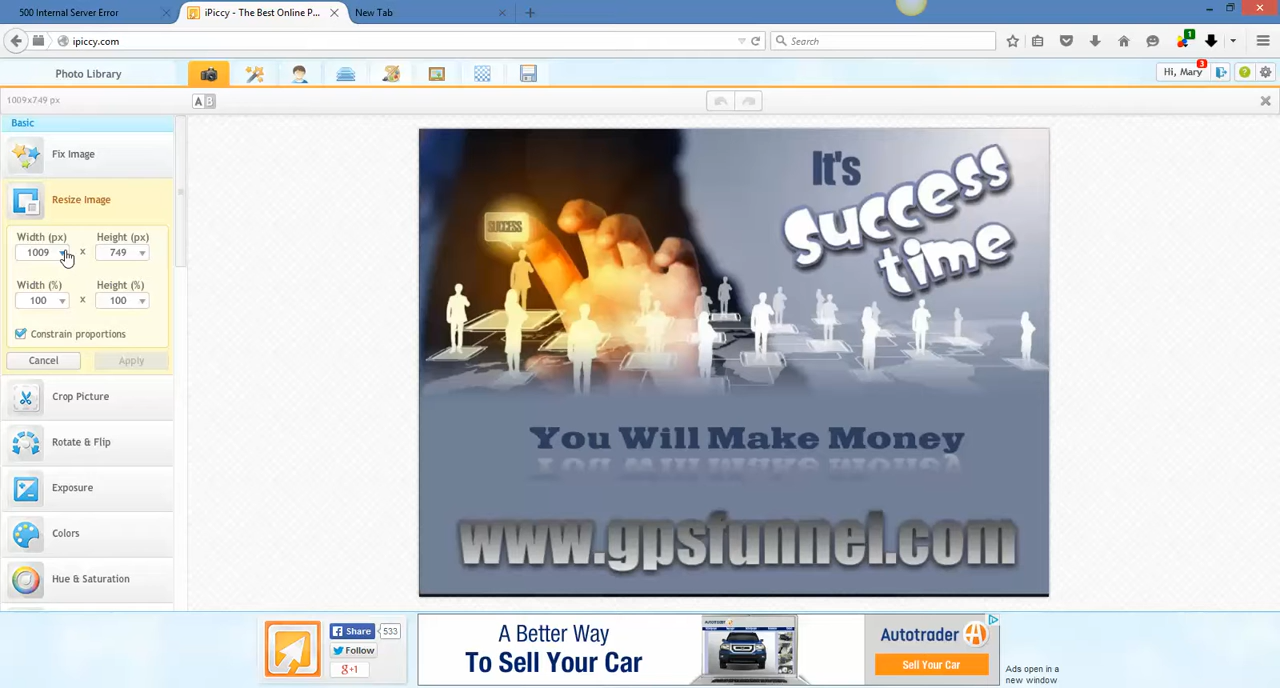 500 Internal Server Error
iPiccy - The Best Online P...
New Tab
ipiccy.com
Search
1
Photo Library
Hi, Mary
3
1009x749 px
A B
Basic
Fix Image
Resize Image
Width (px)
Height (px)
1009
x
749
Width (%)
Height (%)
100
x
100
Constrain proportions
Cancel
Apply
Crop Picture
Rotate & Flip
Exposure
Colors
Hue & Saturation
It's
Success
time
SUCCESS
You Will Make Money
www.gpsfunnel.com
Share
533
Follow
+1
A Better Way
To Sell Your Car
Autotrader
Sell Your Car
Ads open in a
new window